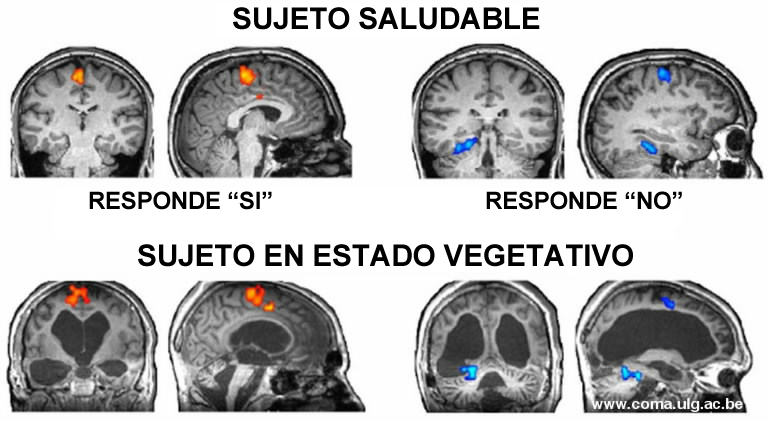 SUJETO SALUDABLE
RESPONDE “SI”
RESPONDE “NO”
SUJETO EN ESTADO VEGETATIVO
www.coma.ulg.ac.be